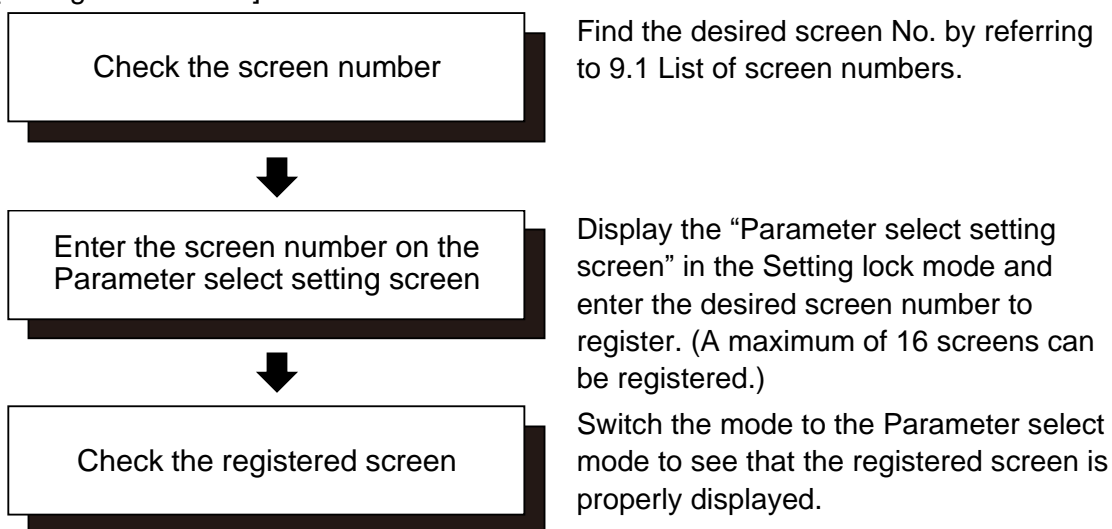 Check the screen number
Find the desired screen No. by referring
to 9.1 List of screen numbers.
Enter the screen number on the
Parameter select setting screen
Display the “Parameter select setting
screen” in the Setting lock mode and
enter the desired screen number to
register. (A maximum of 16 screens can
be registered.)
Check the registered screen
Switch the mode to the Parameter select
mode to see that the registered screen is
properly displayed.